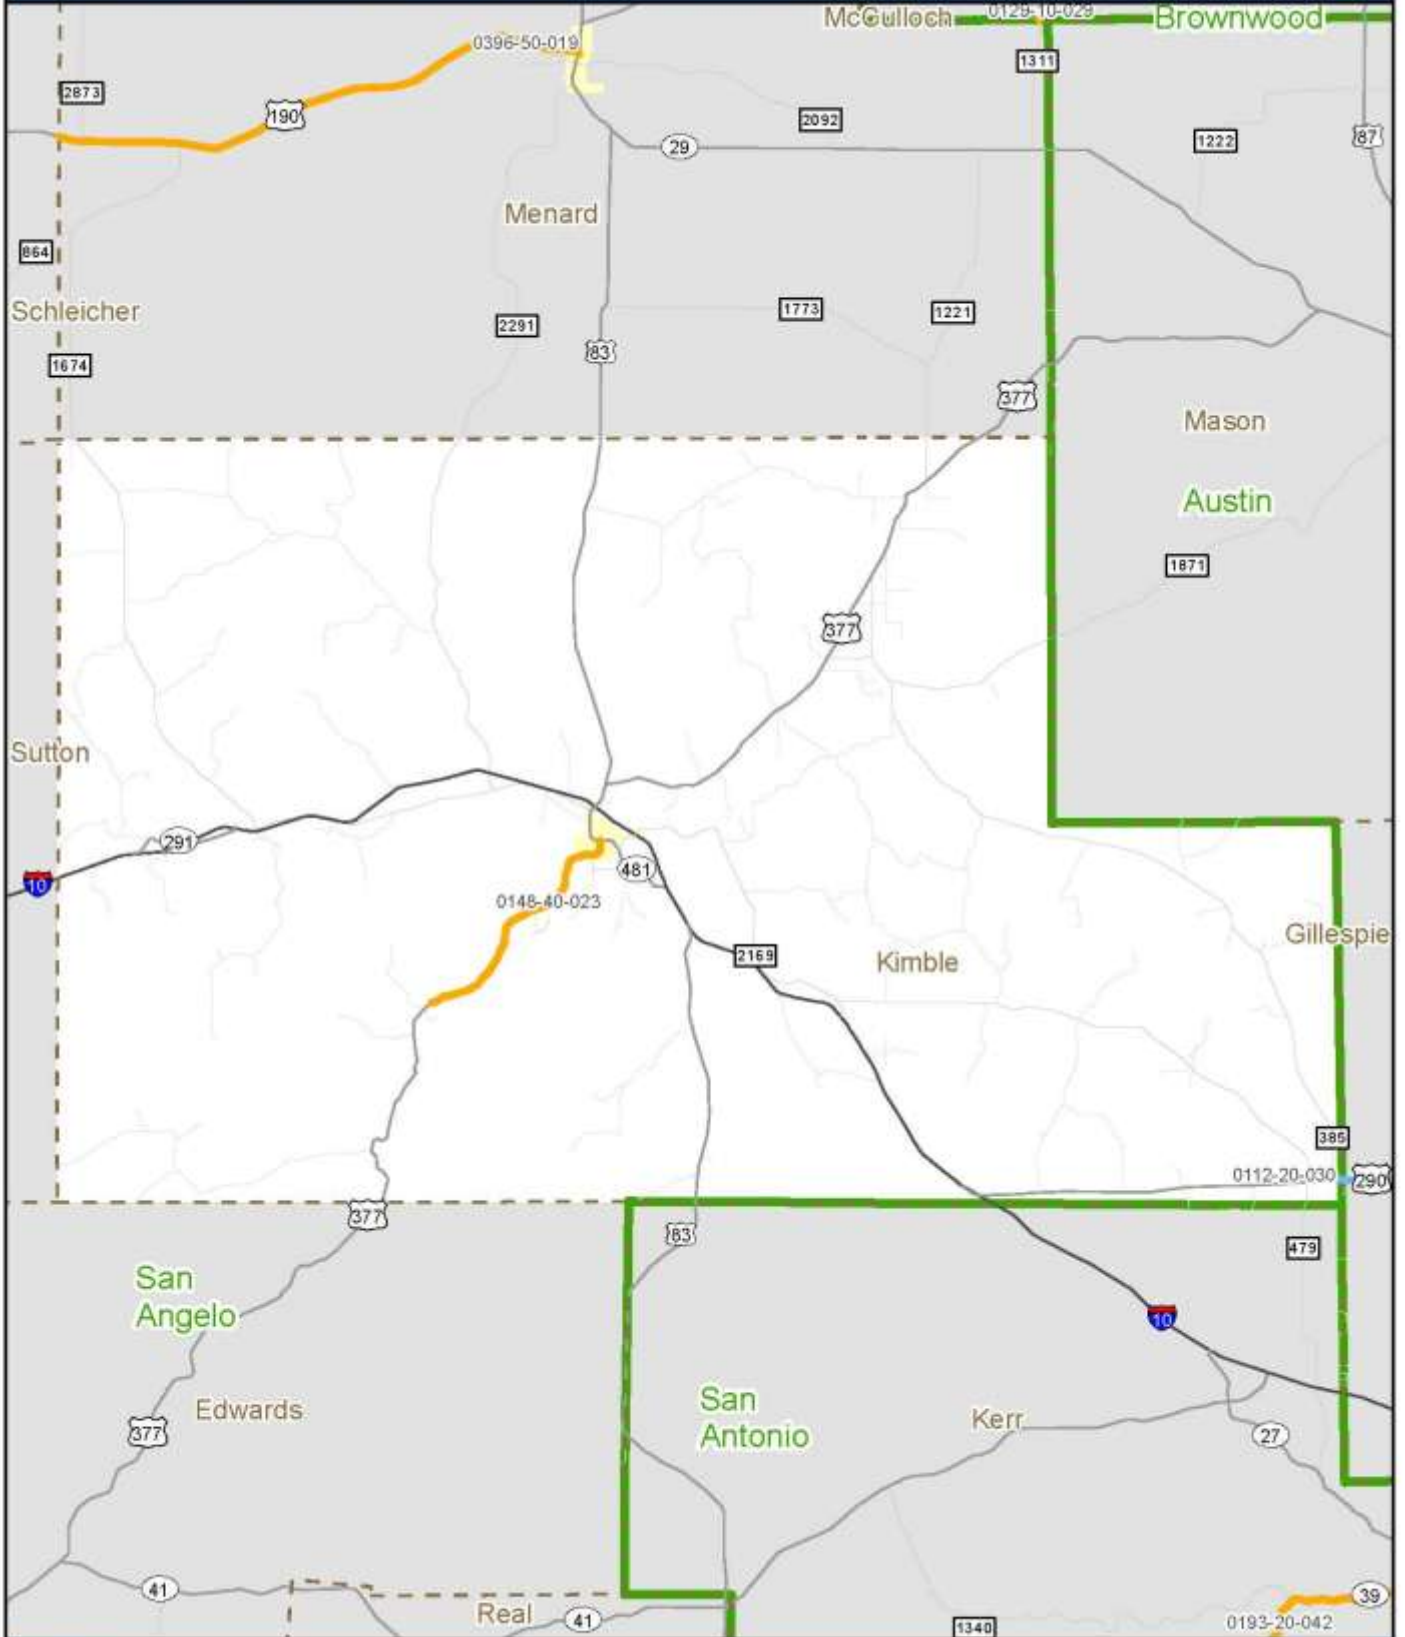 McCulloch
0129-10-029
Brownwood
0396-50-019
1311
2873
190
2092
1222
87
29
Menard
864
Schleicher
1773
1221
2291
83
1674
377
Mason
Austin
1871
377
Sutton
291
481
10
0148-40-023
Gillespie
2169
Kimble
385
0112-20-030
290
377
83
479
San
Angelo
10
San
Antonio
Edwards
Kerr
377
27
41
39
Real
41
1340
0193-20-042